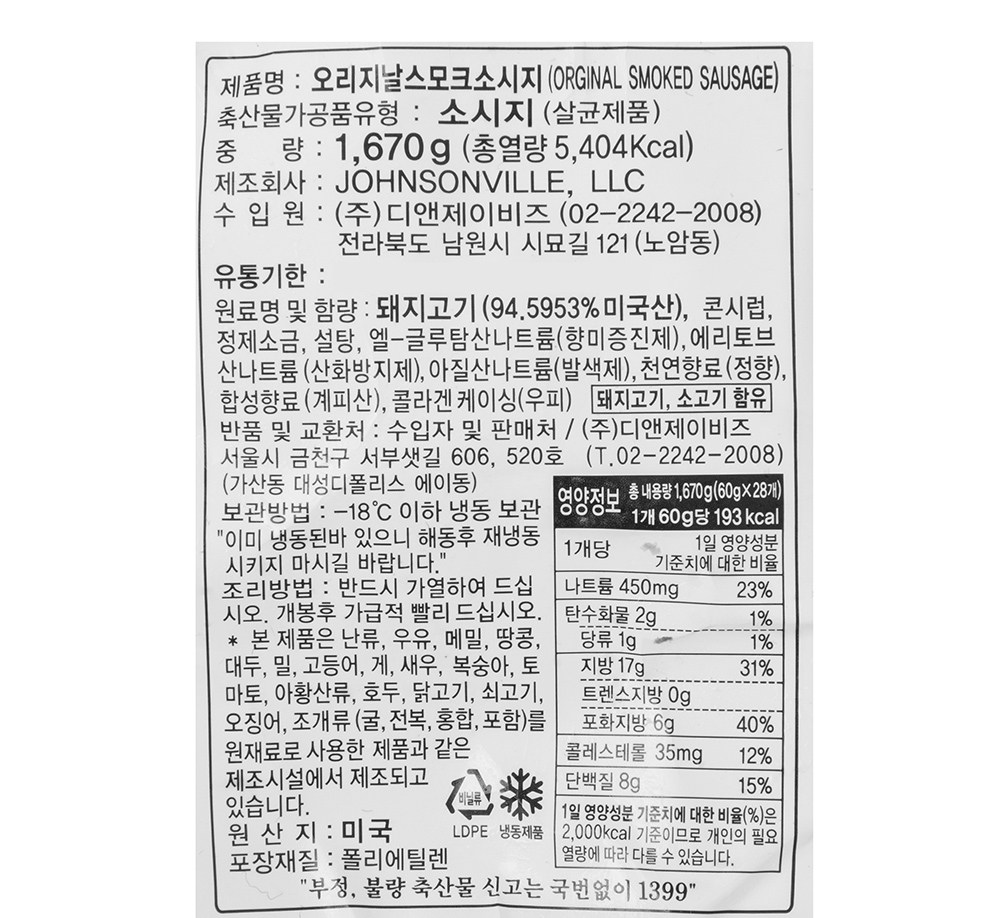 제품명 : 오리지날스모크소시지 (ORGINAL SMOKED SAUSAGE)
축산물가공품유형 : 소시지 (살균제품)
중 량 : 1,670g (총열량 5,404Kcal)
제조회사 : JOHNSONVILLE, LLC
수 입 원 : (주)디앤제이비즈 (02-2242-2008)
전라북도 남원시 시묘길 121 (노암동)
유통기한 :
원료명 및 함량 : 돼지고기 (94.5953% 미국산), 콘시럽,
정제소금, 설탕, 엘-글루탐산나트륨(향미증진제), 에리토브
산나트륨 (산화방지제), 아질산나트륨(발색제), 천연향료 (정향),
합성향료 (계피산), 콜라겐 케이싱(우피) 돼지고기, 소고기 함유
반품 및 교환처 : 수입자 및 판매처 / (주)디앤제이비즈
서울시 금천구 서부샛길 606, 520호 (T.02-2242-2008)
(가산동 대성디폴리스 에이동)
보관방법 : -18℃ 이하 냉동 보관
"이미 냉동된바 있으니 해동후 재냉동
시키지 마시길 바랍니다."
조리방법 : 반드시 가열하여 드십
시오. 개봉후 가급적 빨리 드십시오.
* 본 제품은 난류, 우유, 메밀, 땅콩,
대두, 밀, 고등어, 게, 새우, 복숭아, 토
마토, 아황산류, 호두, 닭고기, 쇠고기,
오징어, 조개류 (굴, 전복, 홍합, 포함)를
원재료로 사용한 제품과 같은
제조시설에서 제조되고
있습니다.
원 산 지 : 미국
포장재질 : 폴리에틸렌
비닐류
LDPE 냉동제품
영양정보 총 내용량 1,670g(60g×28개)
1개 60g당 193 kcal
1개당 1일 영양성분
기준치에 대한 비율
나트륨 450mg 23%
탄수화물 2g 1%
당류 1g 1%
지방 17g 31%
트렌스지방 0g
포화지방 6g 40%
콜레스테롤 35mg 12%
단백질 8g 15%
1일 영양성분 기준치에 대한 비율(%)은
2,000kcal 기준이므로 개인의 필요
열량에 따라 다를 수 있습니다.
"부정, 불량 축산물 신고는 국번없이 1399"